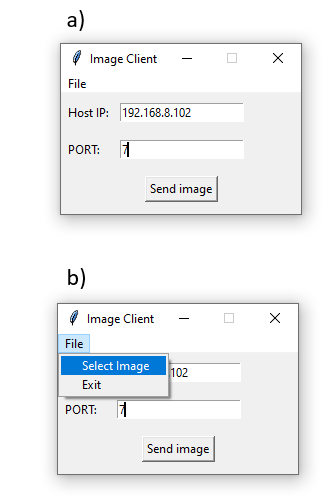 a)
Image Client
File
Host IP: 192.168.8.102
PORT: 7
Send image
b)
Image Client
File
Select Image 102
Exit
PORT: 7
Send image